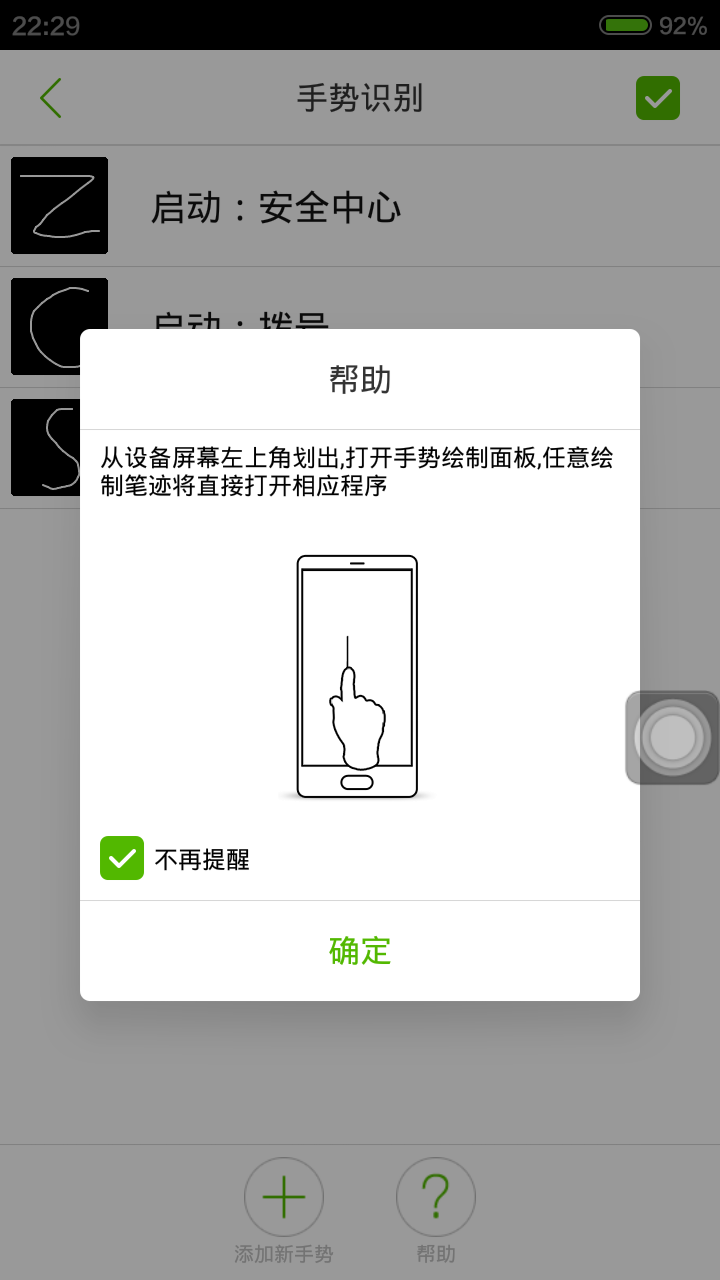 22:29
92%
手势识别
启动：安全中心
启动：拨号
帮助
从设备屏幕左上角划出,打开手势绘制面板,任意绘
制笔迹将直接打开相应程序
不再提醒
确定
添加新手势
帮助